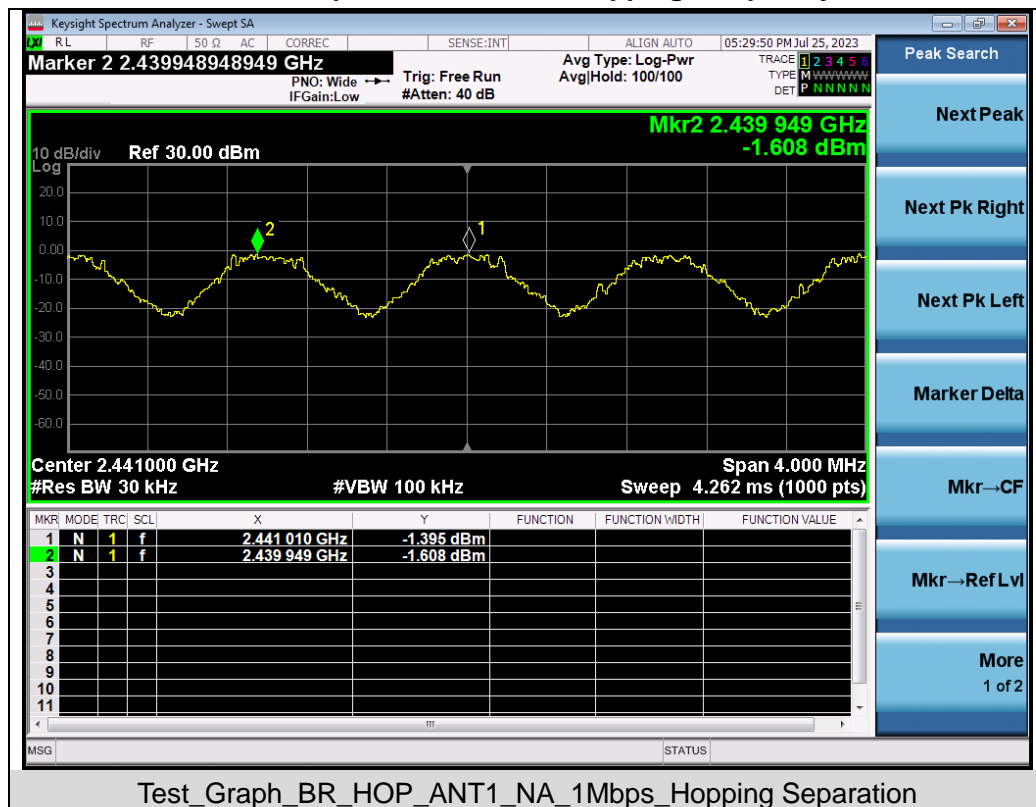 Keysight Spectrum Analyzer - Swept SA
LXI RL RF 50 Ω AC CORREC SENSE:INT ALIGN AUTO 05:29:50 PM Jul 25, 2023
Marker 2 2.439948948949 GHz
PNO: Wide
IFGain:Low
Trig: Free Run
#Atten: 40 dB
Avg Type: Log-Pwr
Avg|Hold: 100/100
TRACE 1 2 3 4 5 6
TYPE M W W W W W
DET P N N N N N
Mkr2 2.439 949 GHz
-1.608 dBm
10 dB/div Ref 30.00 dBm
Log
20.0
10.0
0.00
-10.0
-20.0
-30.0
-40.0
-50.0
-60.0
2
1
Center 2.441000 GHz Span 4.000 MHz
#Res BW 30 kHz #VBW 100 kHz Sweep 4.262 ms (1000 pts)
MKR MODE TRC SCL X Y FUNCTION FUNCTION WIDTH FUNCTION VALUE
1 N 1 f 2.441 010 GHz -1.395 dBm
2 N 1 f 2.439 949 GHz -1.608 dBm
3
4
5
6
7
8
9
10
11
MSG STATUS
Peak Search
Next Peak
Next Pk Right
Next Pk Left
Marker Delta
Mkr→CF
Mkr→Ref Lvl
More
1 of 2
Test_Graph_BR_HOP_ANT1_NA_1Mbps_Hopping Separation